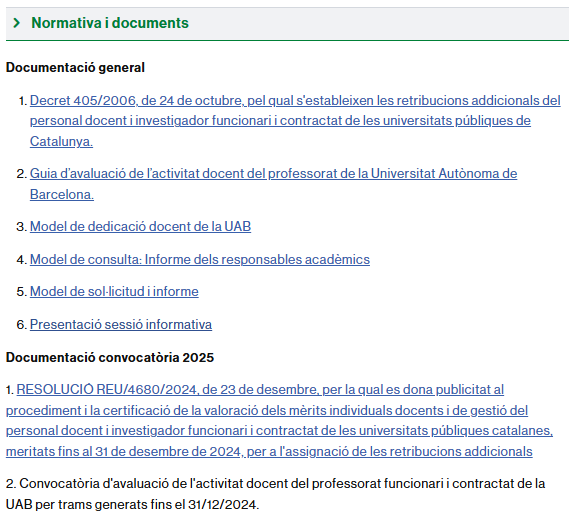 Normativa i documents
Documentació general
1. Decret 405/2006, de 24 de octubre, pel qual s'estableixen les retribucions addicionals del
personal docent i investigador funcionari i contractat de les universitats públiques de
Catalunya.
2. Guia d’avaluació de l’activitat docent del professorat de la Universitat Autònoma de
Barcelona.
3. Model de dedicació docent de la UAB
4. Model de consulta: Informe dels responsables acadèmics
5. Model de sol·licitud i informe
6. Presentació sessió informativa
Documentació convocatòria 2025
1. RESOLUCIÓ REU/4680/2024, de 23 de desembre, per la qual es dona publicitat al
procediment i la certificació de la valoració dels mèrits individuals docents i de gestió del
personal docent i investigador funcionari i contractat de les universitats públiques catalanes,
meritats fins al 31 de desembre de 2024, per a l'assignació de les retribucions addicionals
2. Convocatòria d'avaluació de l'activitat docent del professorat funcionari i contractat de la
UAB per trams generats fins el 31/12/2024.